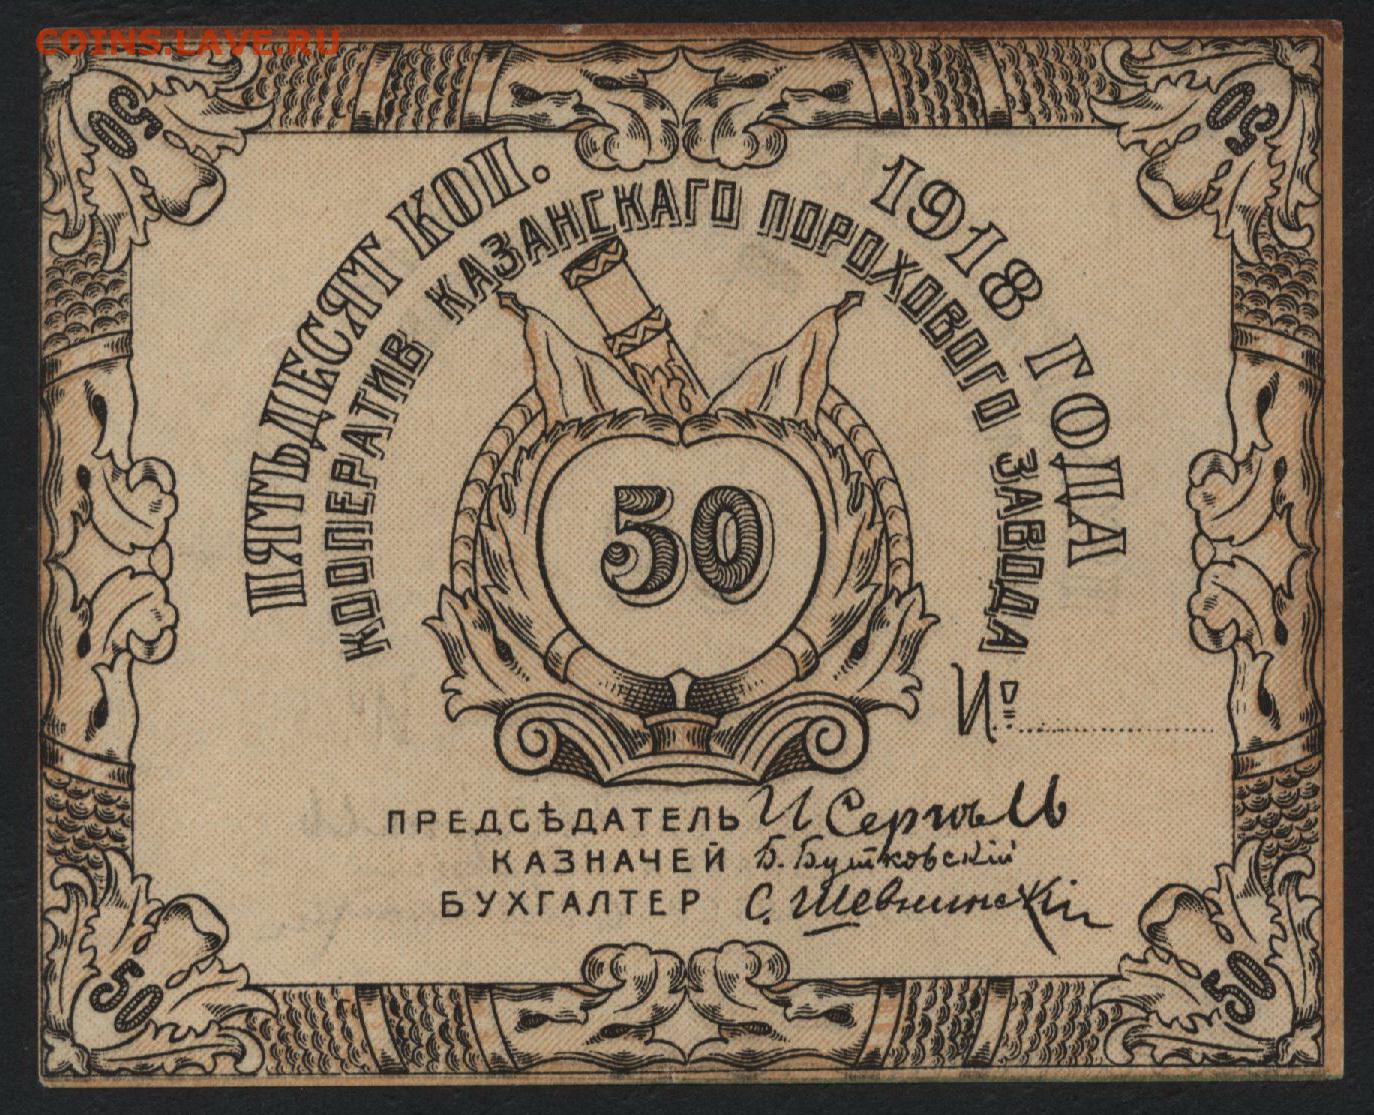 COINS.LAVE.RU
50
50
ПЯТЬДЕСЯТ КОП. 1918 ГОДА
КООПЕРАТИВ КАЗАНСКАГО ПОРОХОВОГО ЗАВОДА
50
№
ПРЕДСѢДАТЕЛЬ И
КАЗНАЧЕЙ Б. Бутковскій
БУХГАЛТЕР С.
50
50